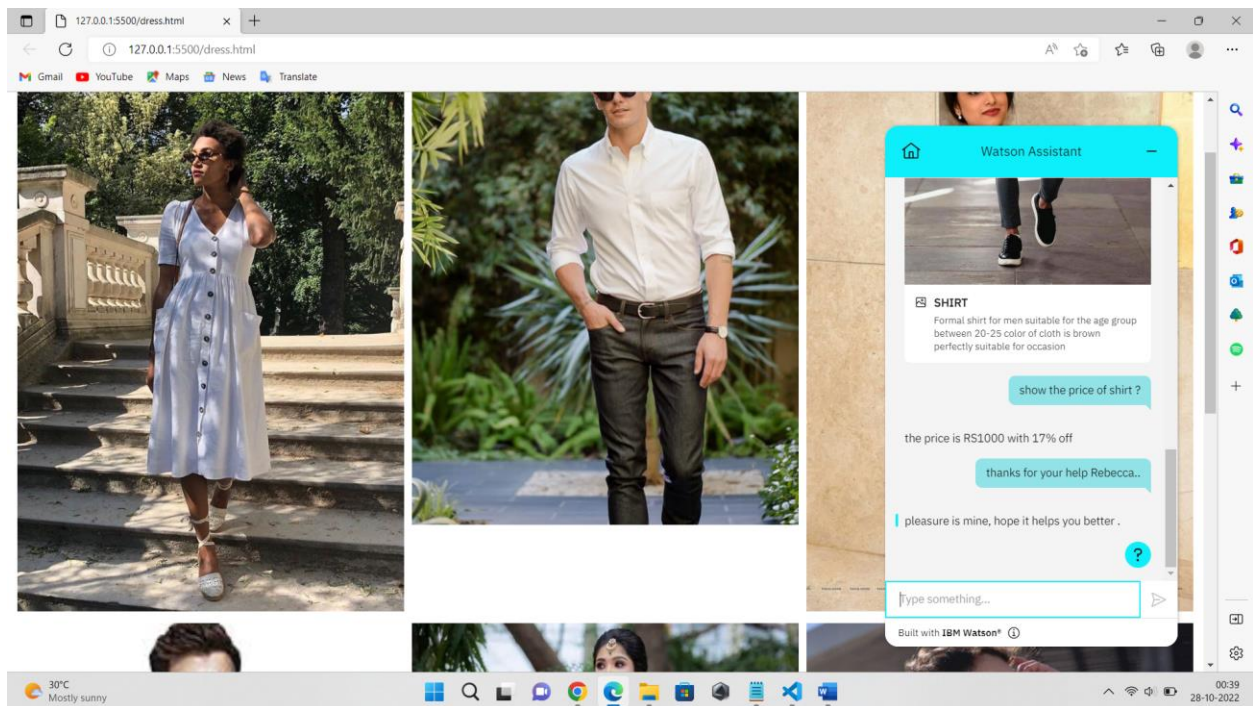 127.0.0.1:5500/dress.html
127.0.0.1:5500/dress.html
Gmail YouTube Maps News Translate
Watson Assistant
SHIRT
Formal shirt for men suitable for the age group
between 20-25 color of cloth is brown
perfectly suitable for occasion
show the price of shirt ?
the price is RS1000 with 17% off
thanks for your help Rebecca..
pleasure is mine, hope it helps you better .
?
Type something...
Built with IBM Watson®
30°C
Mostly sunny
00:39
28-10-2022